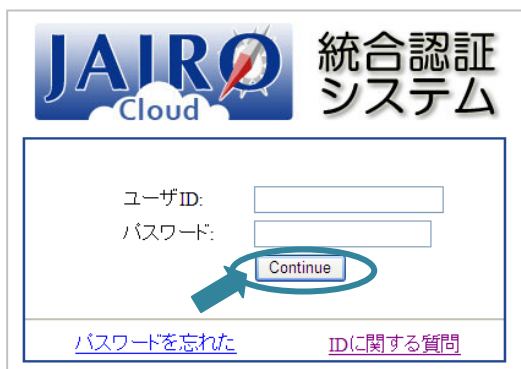 JAIRO
Cloud
統合認証
システム
ユーザID:
パスワード:
Continue
パスワードを忘れた
IDに関する質問